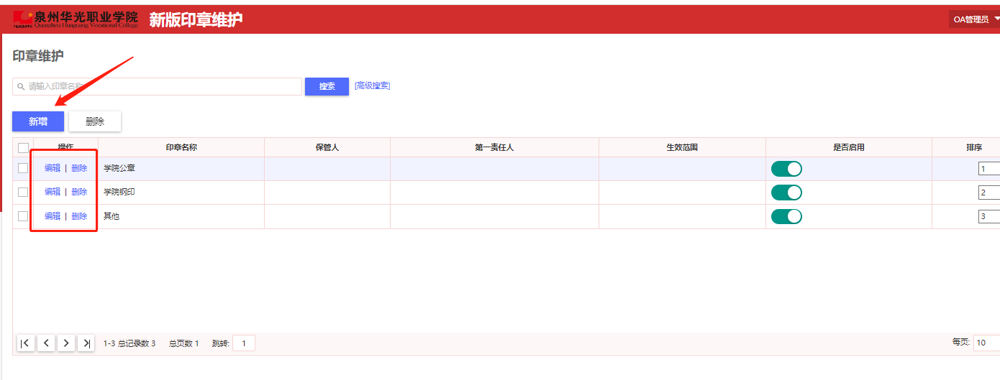 泉州华光职业学院 新版印章维护 OA管理员
Quanzhou Huaguang Vocational College
印章维护
请输入印章名称 搜索 [高级搜索]
新增 删除
操作 印章名称 保管人 第一责任人 生效范围 是否启用 排序
编辑 | 删除 学院公章 1
编辑 | 删除 学院钢印 2
编辑 | 删除 其他 3
1-3 总记录数 3 总页数 1 跳转: 1 每页: 10